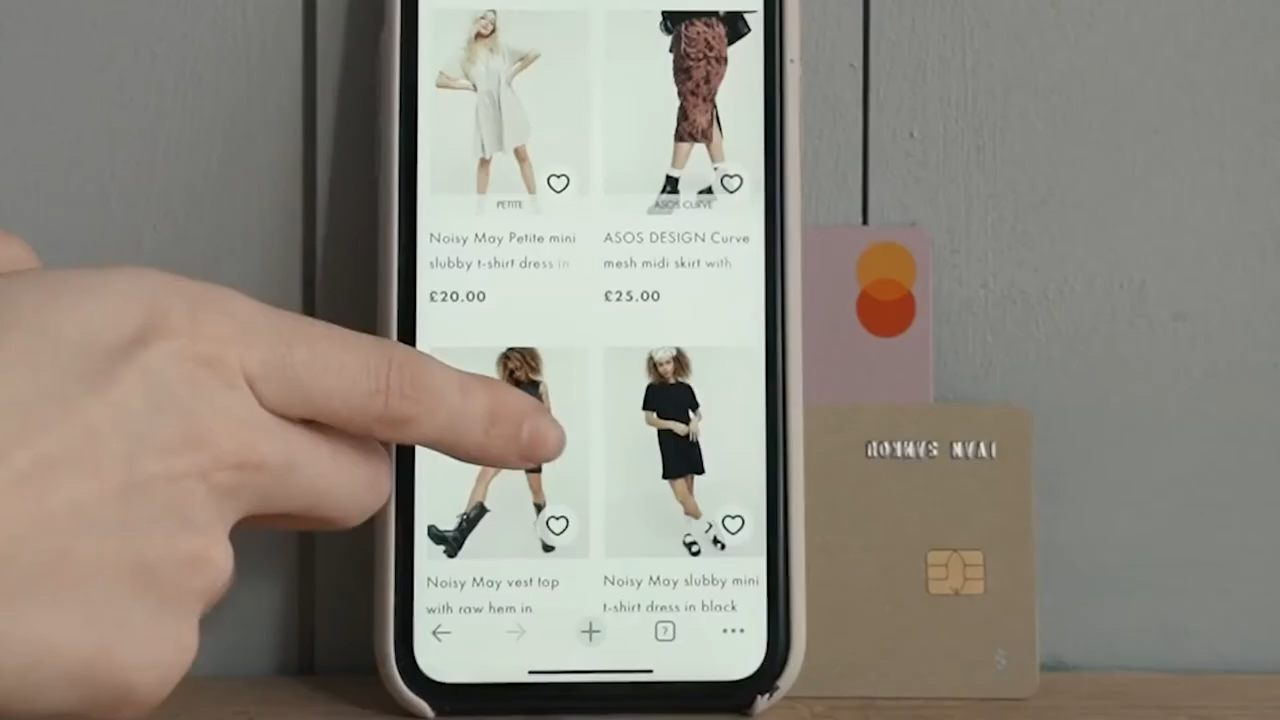 PETITE
ASOS CURVE
Noisy May Petite mini
slubby t-shirt dress in
£20.00
ASOS DESIGN Curve
mesh midi skirt with
£25.00
Noisy May vest top
with raw hem in
Noisy May slubby mini
t-shirt dress in black
?
IVAN SANKOU